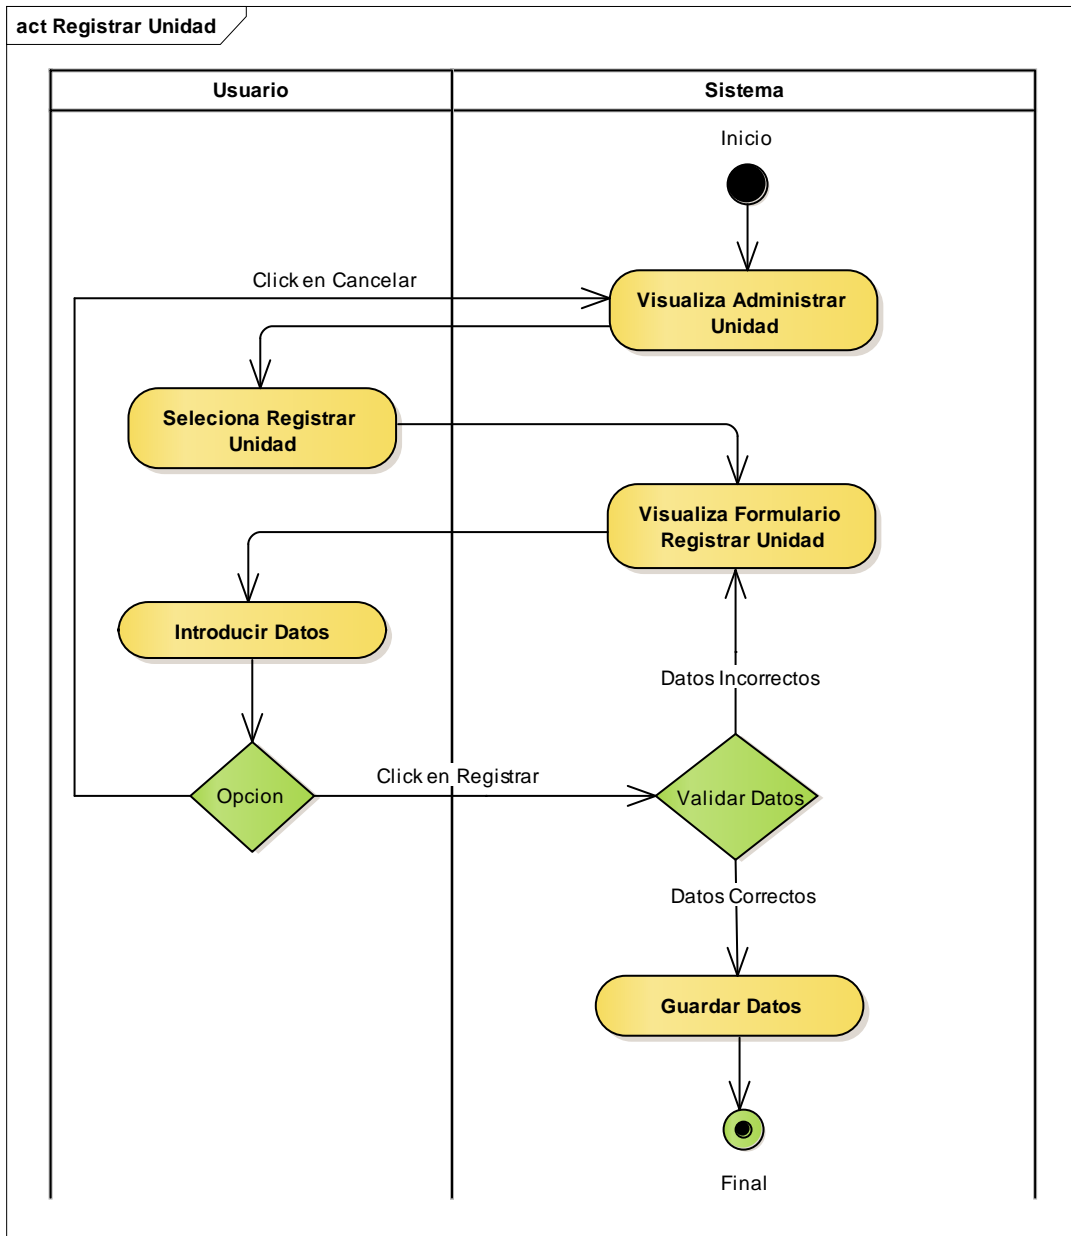 act Registrar Unidad
Usuario
Sistema
Inicio
Click en Cancelar
Visualiza Administrar
Unidad
Seleciona Registrar
Unidad
Visualiza Formulario
Registrar Unidad
Introducir Datos
Datos Incorrectos
Click en Registrar
Opcion
Validar Datos
Datos Correctos
Guardar Datos
Final